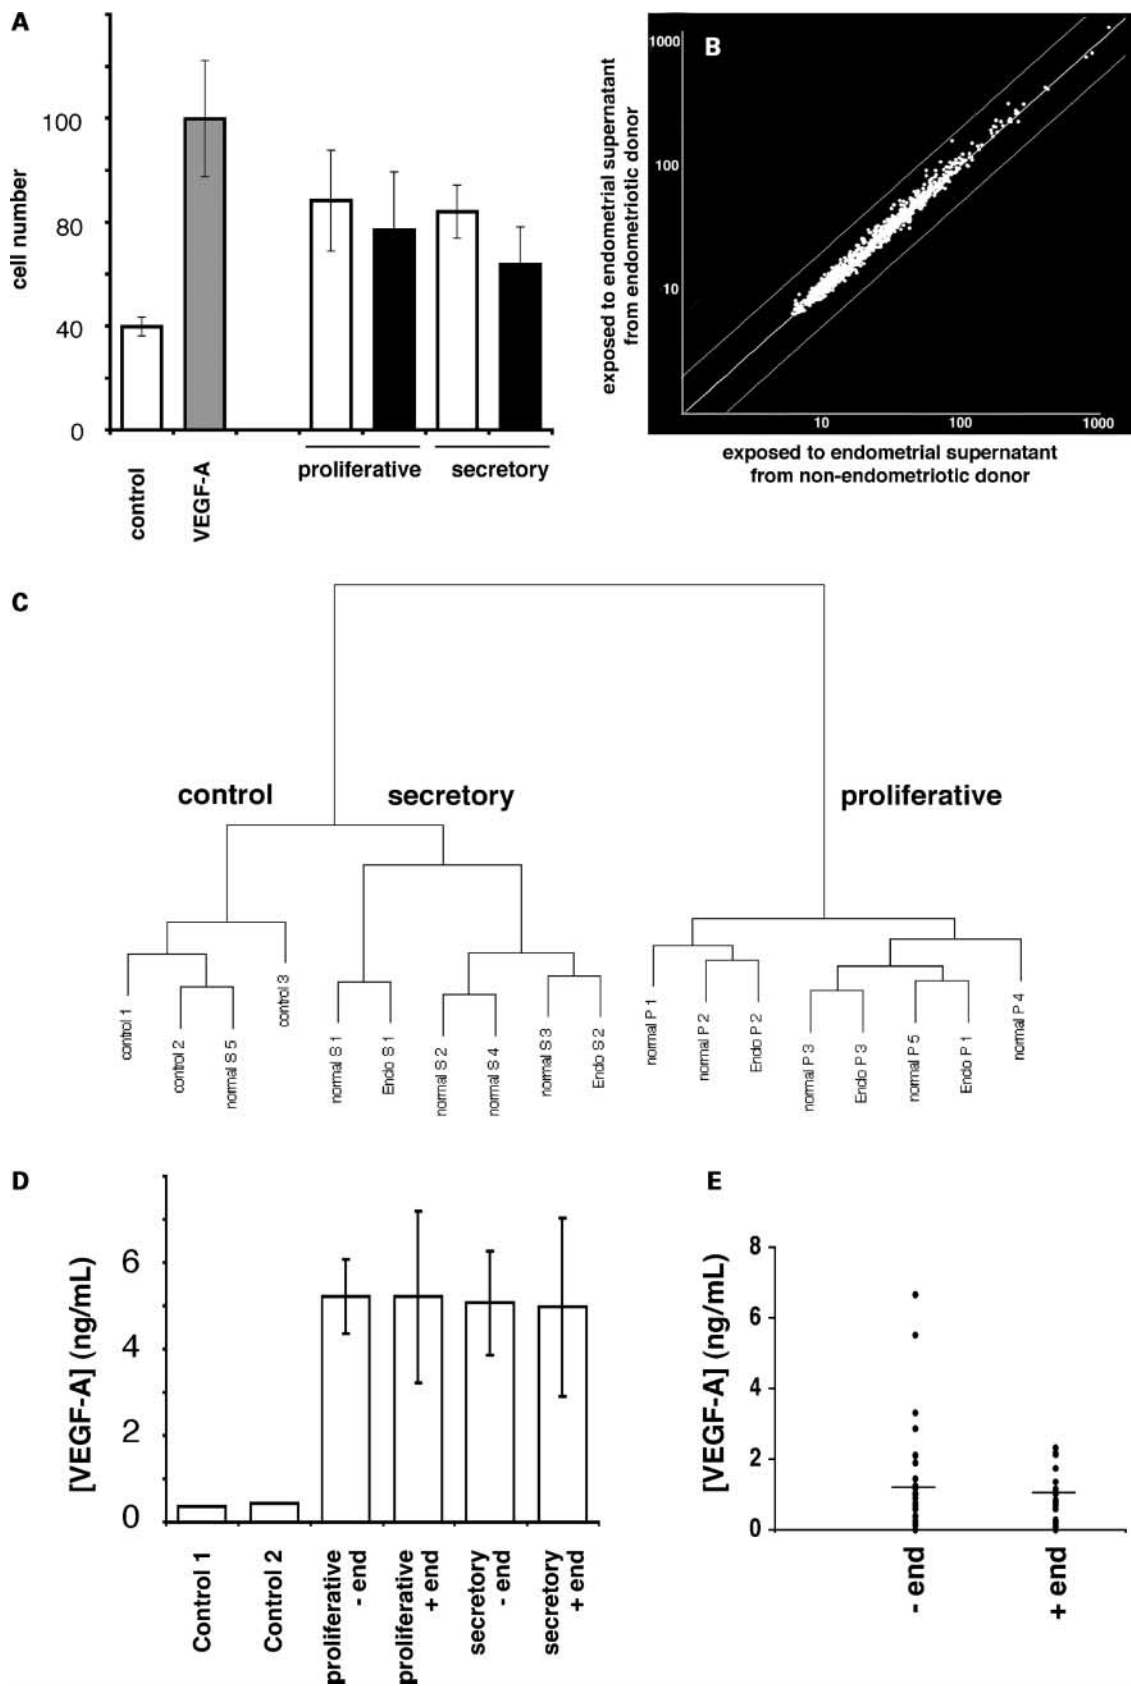 A
100
80
40
0
cell number
control
VEGF-A
proliferative
secretory
B
1000
100
10
10
100
1000
exposed to endometrial supernatant
from endometriotic donor
exposed to endometrial supernatant
from non-endometriotic donor
C
control
secretory
proliferative
control 1
control 2
normal S 5
control 3
normal S 1
Endo S 1
normal S 2
normal S 4
normal S 3
Endo S 2
normal P 1
normal P 2
Endo P 2
normal P 3
Endo P 3
normal P 5
Endo P 1
normal P 4
D
[VEGF-A] (ng/mL)
6
4
2
0
Control 1
Control 2
proliferative
- end
proliferative
+ end
secretory
- end
secretory
+ end
E
[VEGF-A] (ng/mL)
8
6
4
2
0
- end
+ end